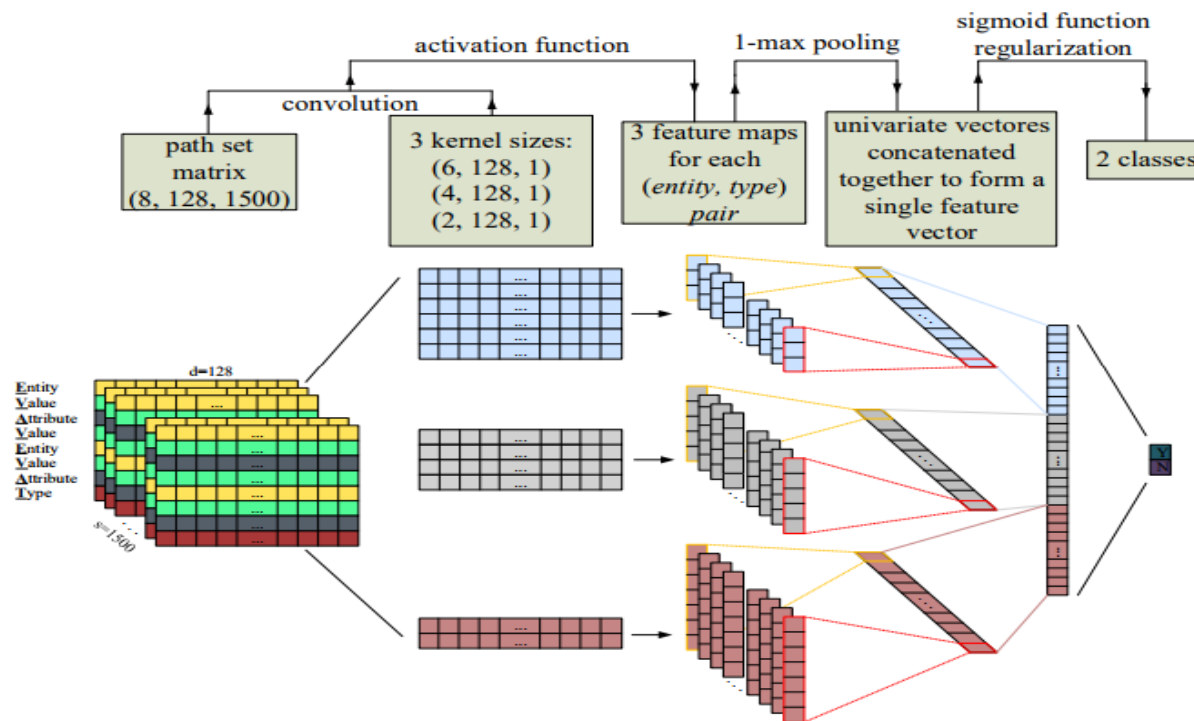 sigmoid function
regularization
activation function
1-max pooling
convolution
path set
matrix
(8, 128, 1500)
3 kernel sizes:
(6, 128, 1)
(4, 128, 1)
(2, 128, 1)
3 feature maps
for each
(entity, type)
pair
univariate vectores
concatenated
together to form a
single feature
vector
2 classes
d=128
Entity
Value
Attribute
Value
Entity
Value
Attribute
Type
s=1500
Y
N